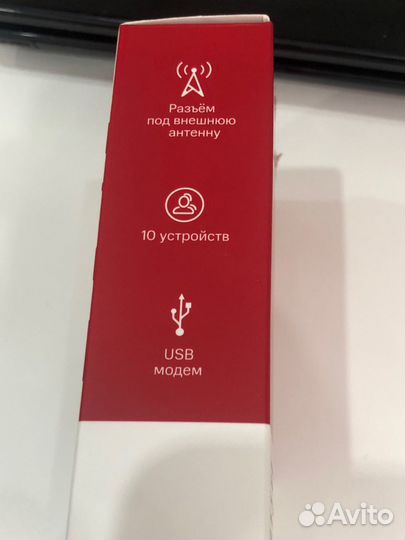 Разъём
под внешнюю
антенну
10 устройств
USB
модем
Avito